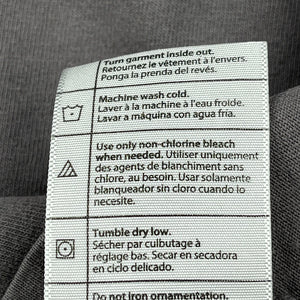 Turn garment inside out.
Retournez le vêtement à l'envers.
Ponga la prenda del revés.
Machine wash cold.
Laver à la machine à l'eau froide.
Lavar a máquina con agua fría.
Use only non-chlorine bleach
when needed. Utiliser uniquement
des agents de blanchiment sans
chlore, au besoin. Usar solamente
blanqueador sin cloro cuando lo
necesite.
Tumble dry low.
Sécher par culbutage à
réglage bas. Secar en secadora
en ciclo delicado.
Do not iron ornamentation.